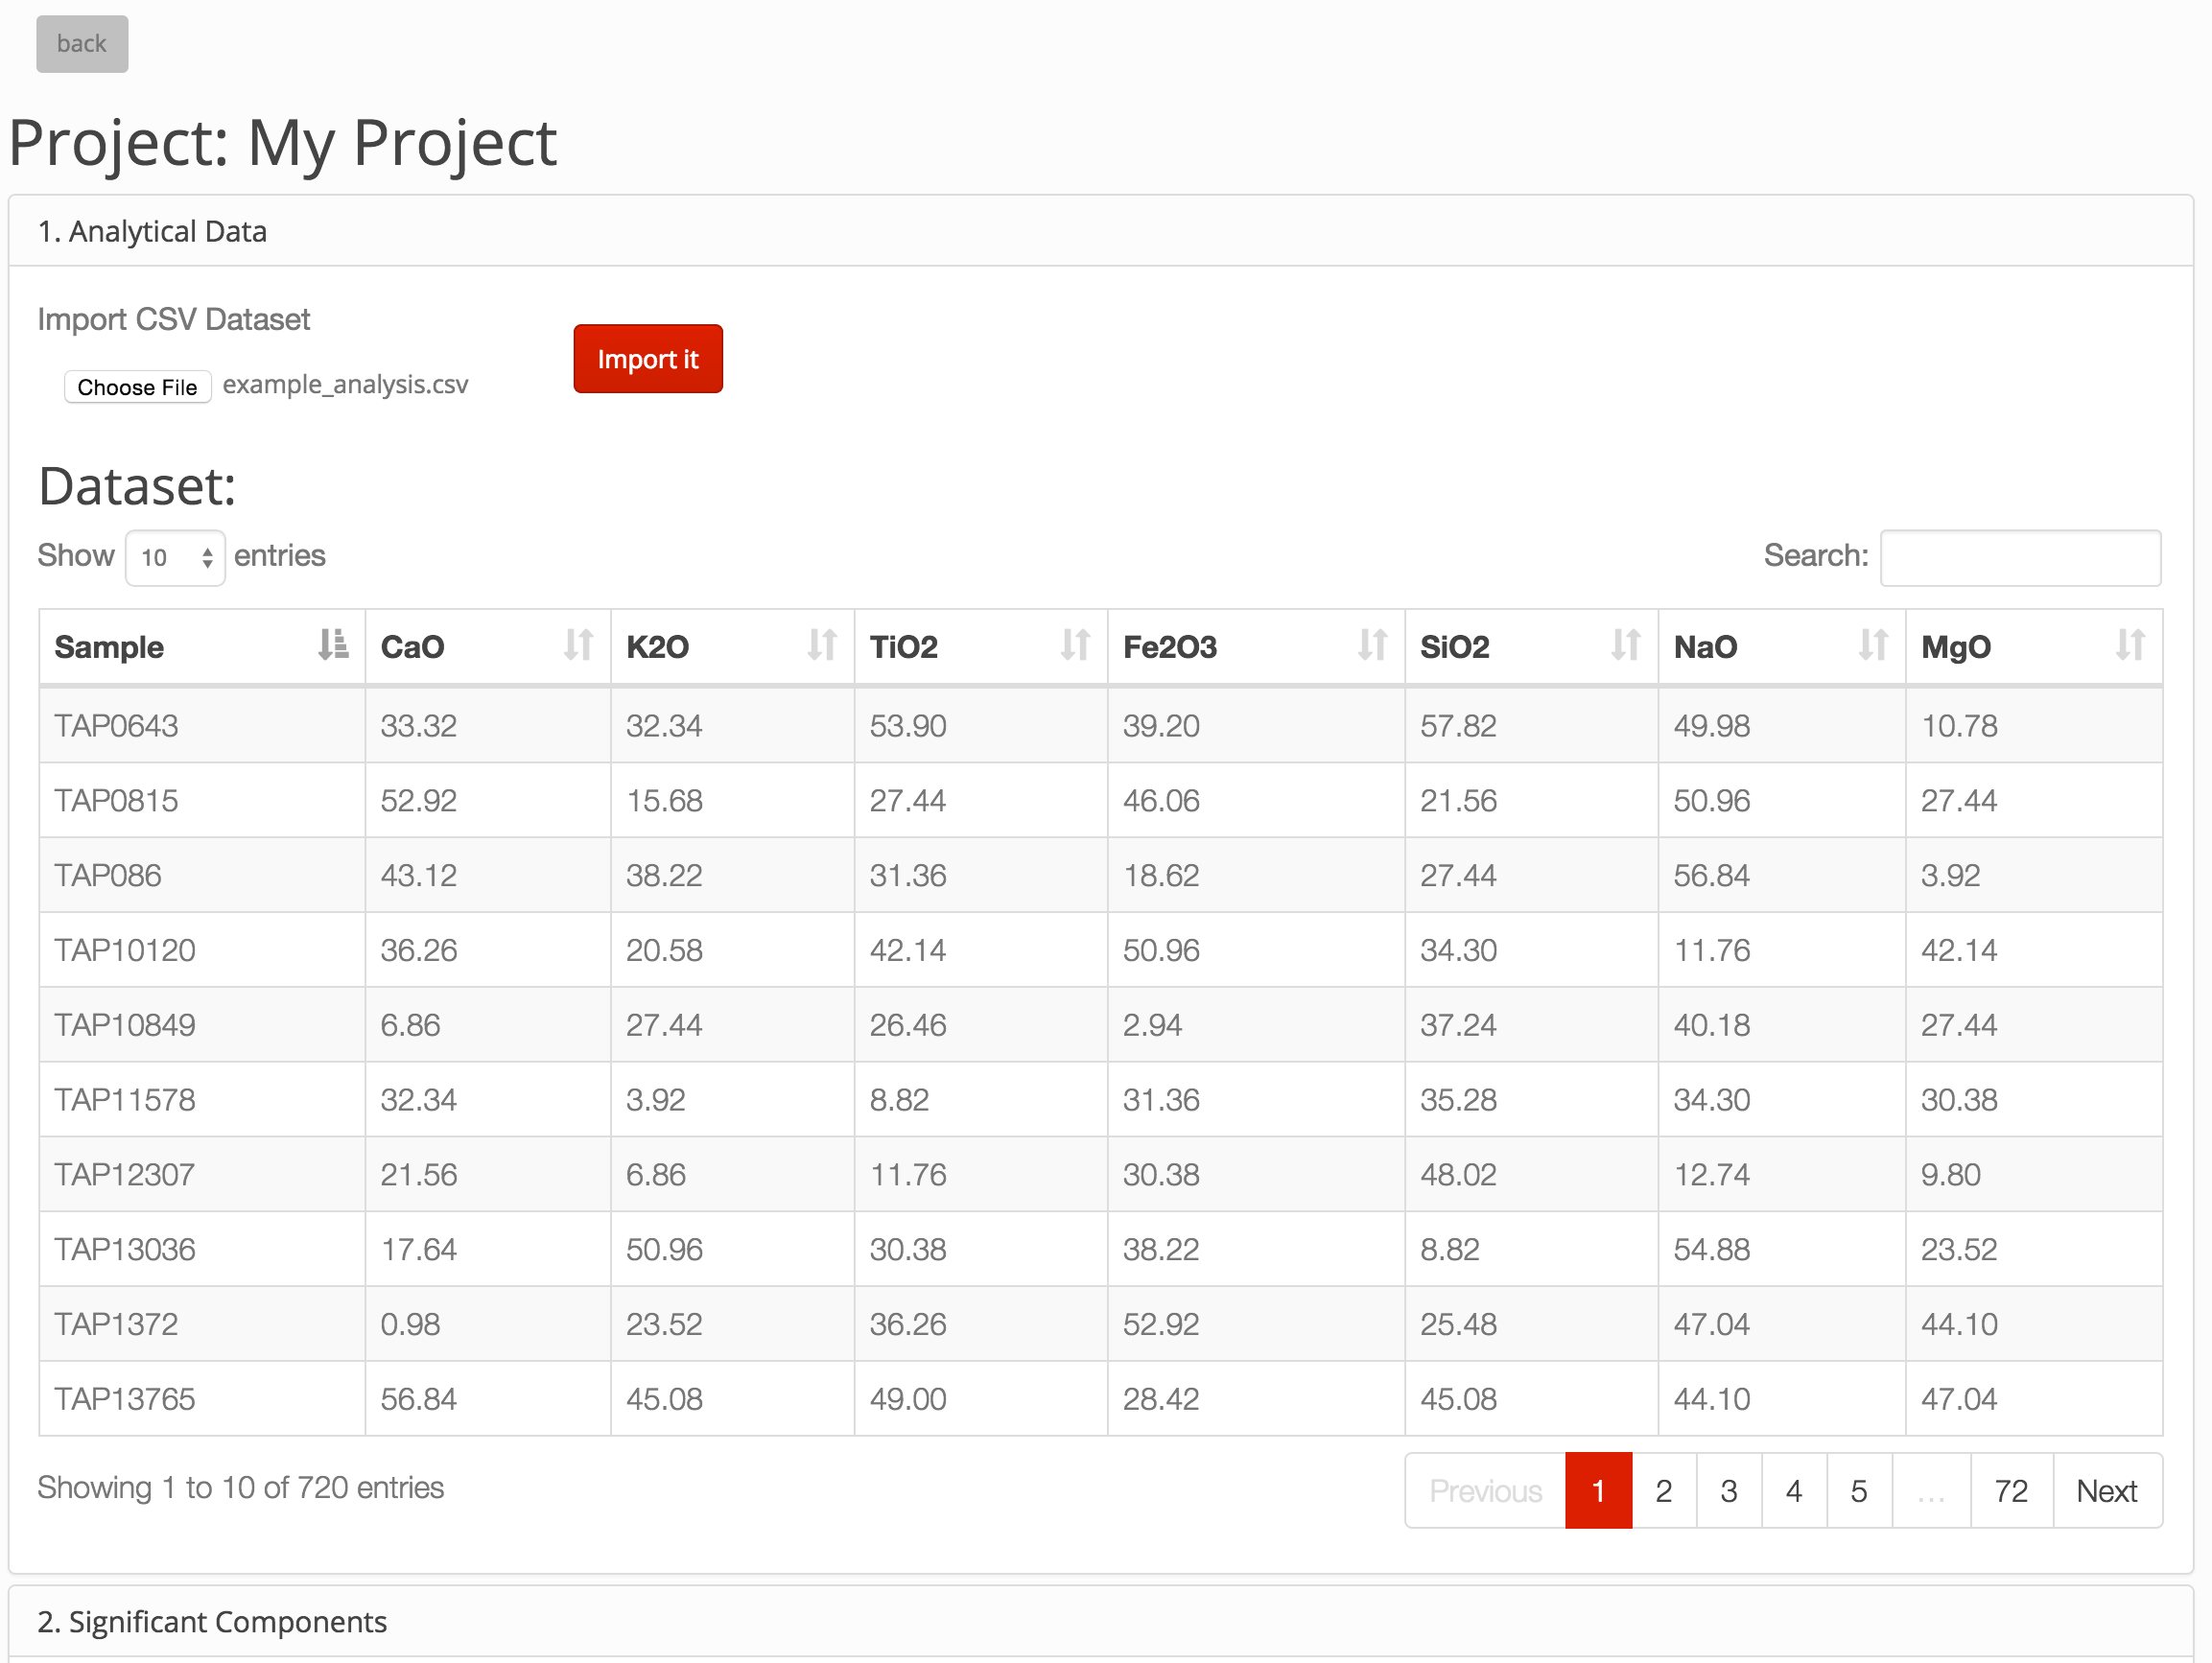 back
Project: My Project
1. Analytical Data
Import CSV Dataset
Import it
Choose File example_analysis.csv
Dataset:
Show 10 entries Search:
Sample CaO K2O TiO2 Fe2O3 SiO2 NaO MgO
TAP0643 33.32 32.34 53.90 39.20 57.82 49.98 10.78
TAP0815 52.92 15.68 27.44 46.06 21.56 50.96 27.44
TAP086 43.12 38.22 31.36 18.62 27.44 56.84 3.92
TAP10120 36.26 20.58 42.14 50.96 34.30 11.76 42.14
TAP10849 6.86 27.44 26.46 2.94 37.24 40.18 27.44
TAP11578 32.34 3.92 8.82 31.36 35.28 34.30 30.38
TAP12307 21.56 6.86 11.76 30.38 48.02 12.74 9.80
TAP13036 17.64 50.96 30.38 38.22 8.82 54.88 23.52
TAP1372 0.98 23.52 36.26 52.92 25.48 47.04 44.10
TAP13765 56.84 45.08 49.00 28.42 45.08 44.10 47.04
Showing 1 to 10 of 720 entries Previous 1 2 3 4 5 … 72 Next
2. Significant Components